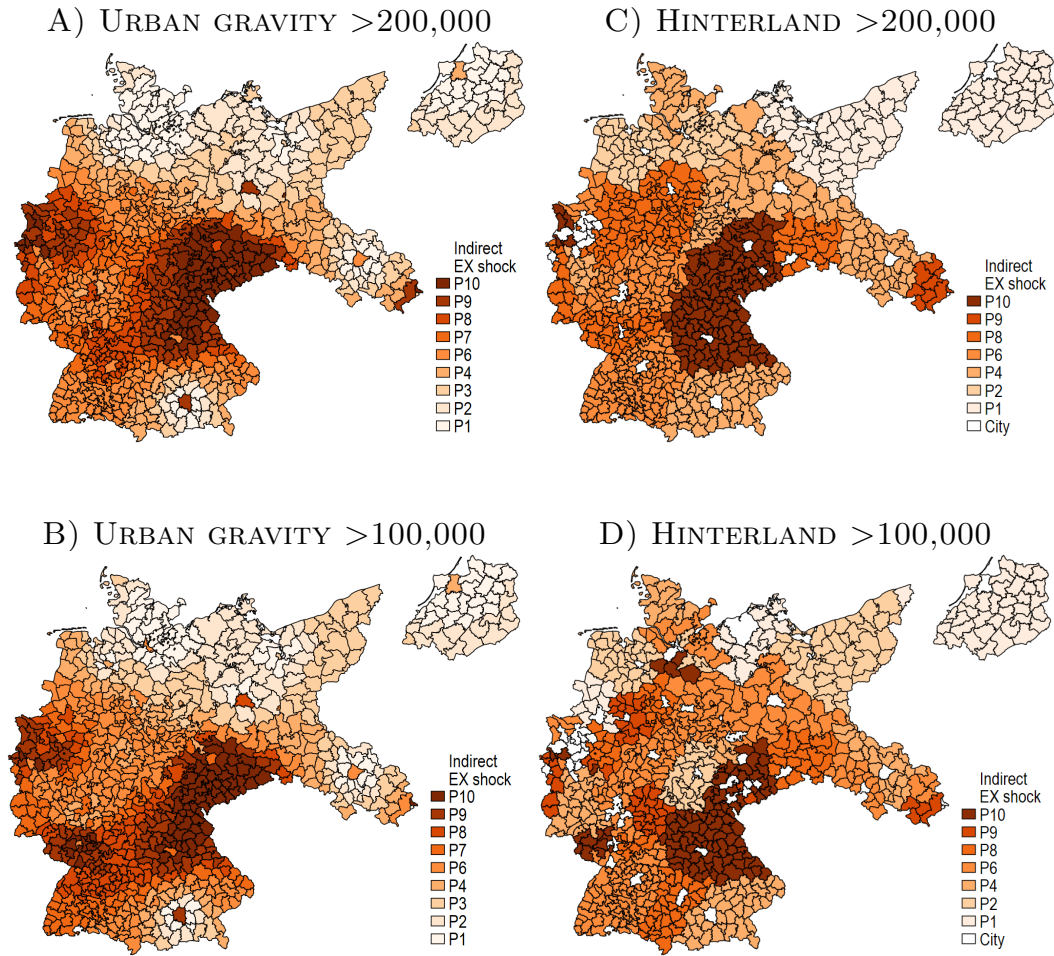 A) Urban gravity >200,000
Indirect
EX shock
P10
P9
P8
P7
P6
P4
P3
P2
P1
C) Hinterland >200,000
Indirect
EX shock
P10
P9
P8
P6
P4
P2
P1
City
B) Urban gravity >100,000
Indirect
EX shock
P10
P9
P8
P7
P6
P4
P3
P2
P1
D) Hinterland >100,000
Indirect
EX shock
P10
P9
P8
P6
P4
P2
P1
City